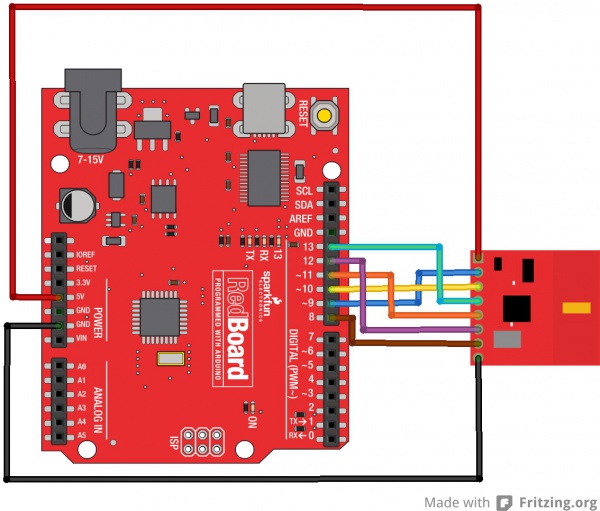 RESET
7-15V
SCL
SDA
AREF
GND
13
12
~11
~10
~9
8
7
~6
~5
4
~3
2
TX→1
RX←0
DIGITAL (PWM~)
TX
RX
13
IOREF
RESET
3.3V
5V
GND
GND
VIN
POWER
A0
A1
A2
A3
A4
A5
ANALOG IN
sparkfun
ELECTRONICS
RedBoard
PROGRAMMED WITH ARDUINO
ISP
ON
Made with Fritzing.org